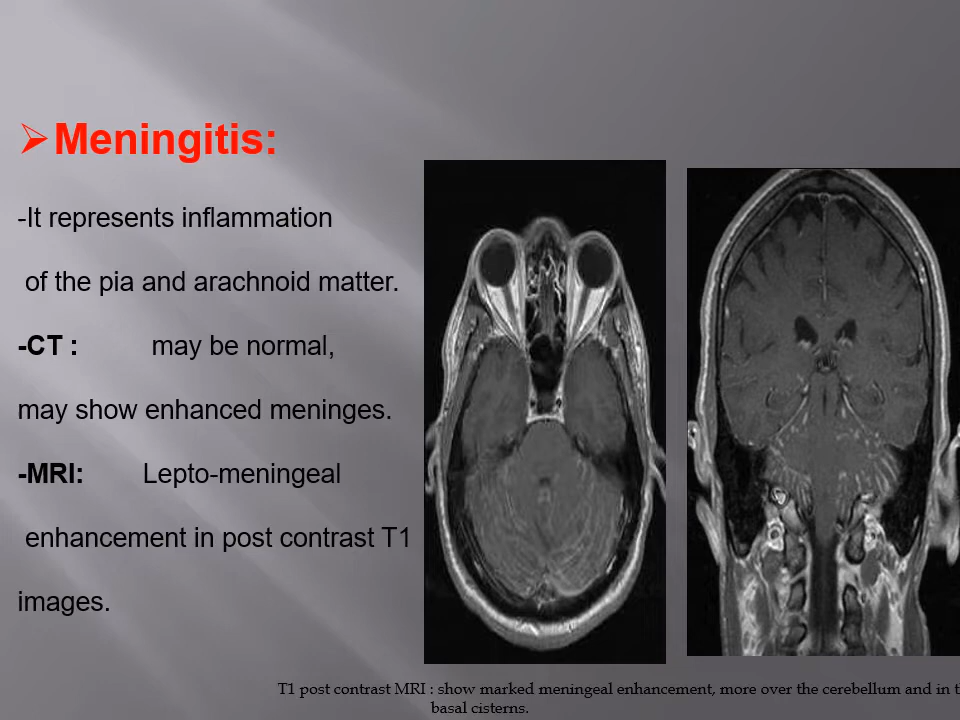 Meningitis:
-It represents inflammation
of the pia and arachnoid matter.
-CT : may be normal,
may show enhanced meninges.
-MRI: Lepto-meningeal
enhancement in post contrast T1
images.
T1 post contrast MRI : show marked meningeal enhancement, more over the cerebellum and in
basal cisterns.